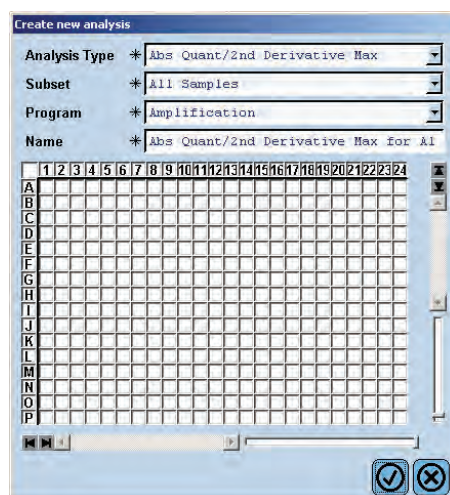 Create new analysis
Analysis Type * Abs Quant/2nd Derivative Max
Subset * All Samples
Program * Amplification
Name * Abs Quant/2nd Derivative Max for Al
1 2 3 4 5 6 7 8 9 10 11 12 13 14 15 16 17 18 19 20 21 22 23 24
A
B
C
D
E
F
G
H
I
J
K
L
M
N
O
P